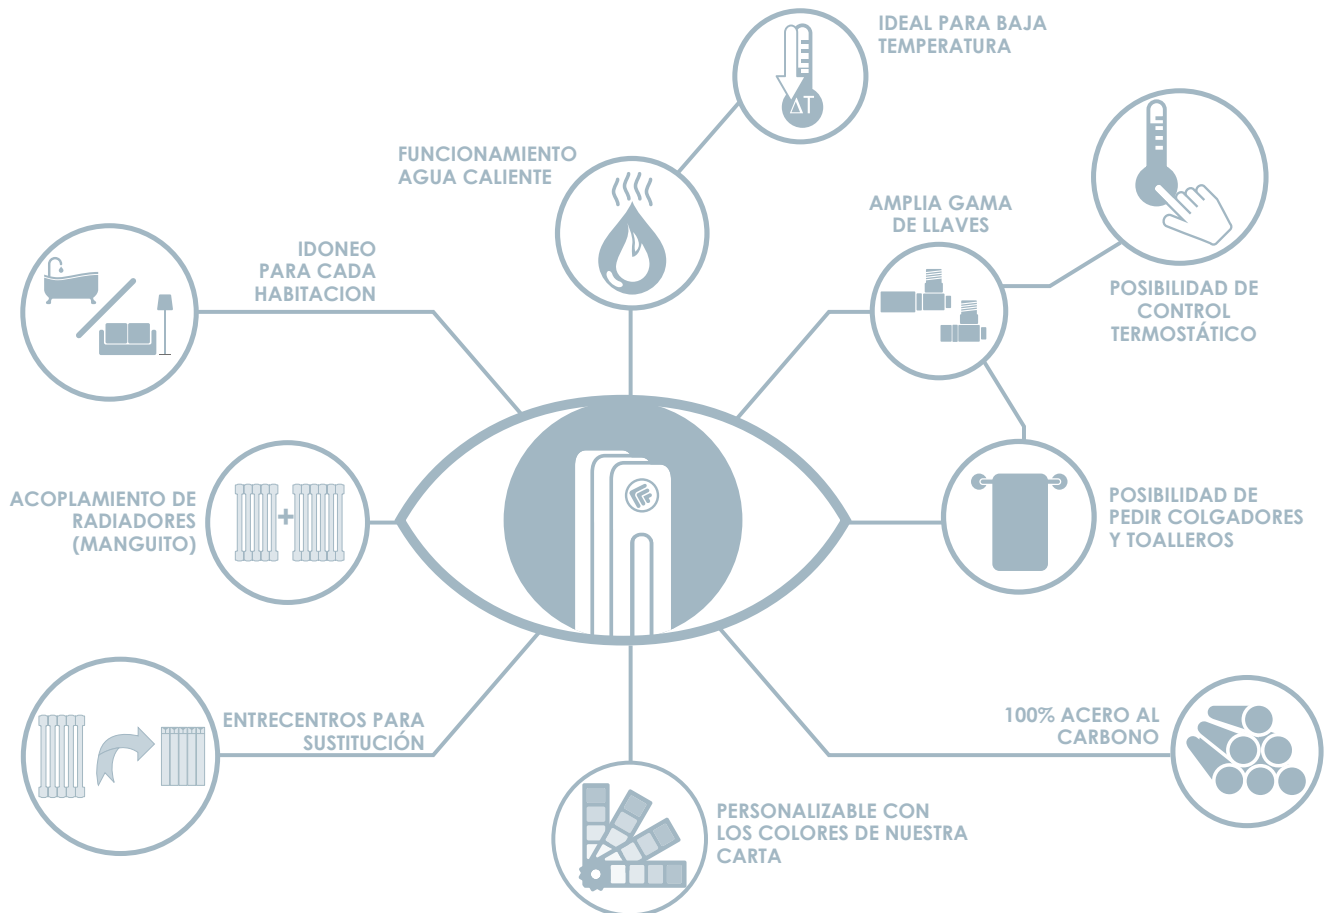 IDEAL PARA BAJA
TEMPERATURA
ΔT
FUNCIONAMIENTO
AGUA CALIENTE
AMPLIA GAMA
DE LLAVES
IDONEO
PARA CADA
HABITACION
POSIBILIDAD DE
CONTROL
TERMOSTÁTICO
ACOPLAMIENTO DE
RADIADORES
(MANGUITO)
+
POSIBILIDAD DE
PEDIR COLGADORES
Y TOALLEROS
ENTRECENTROS PARA
SUSTITUCIÓN
100% ACERO AL
CARBONO
PERSONALIZABLE CON
LOS COLORES DE NUESTRA
CARTA